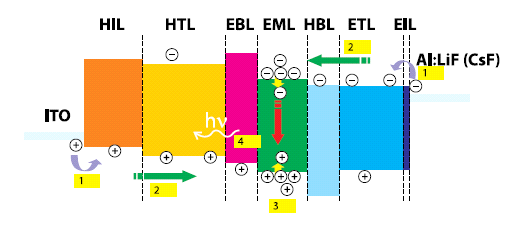 HIL HTL EBL EML HBL ETL EIL
2
Al:LiF (CsF)
1
ITO
hν
4
1
2
3